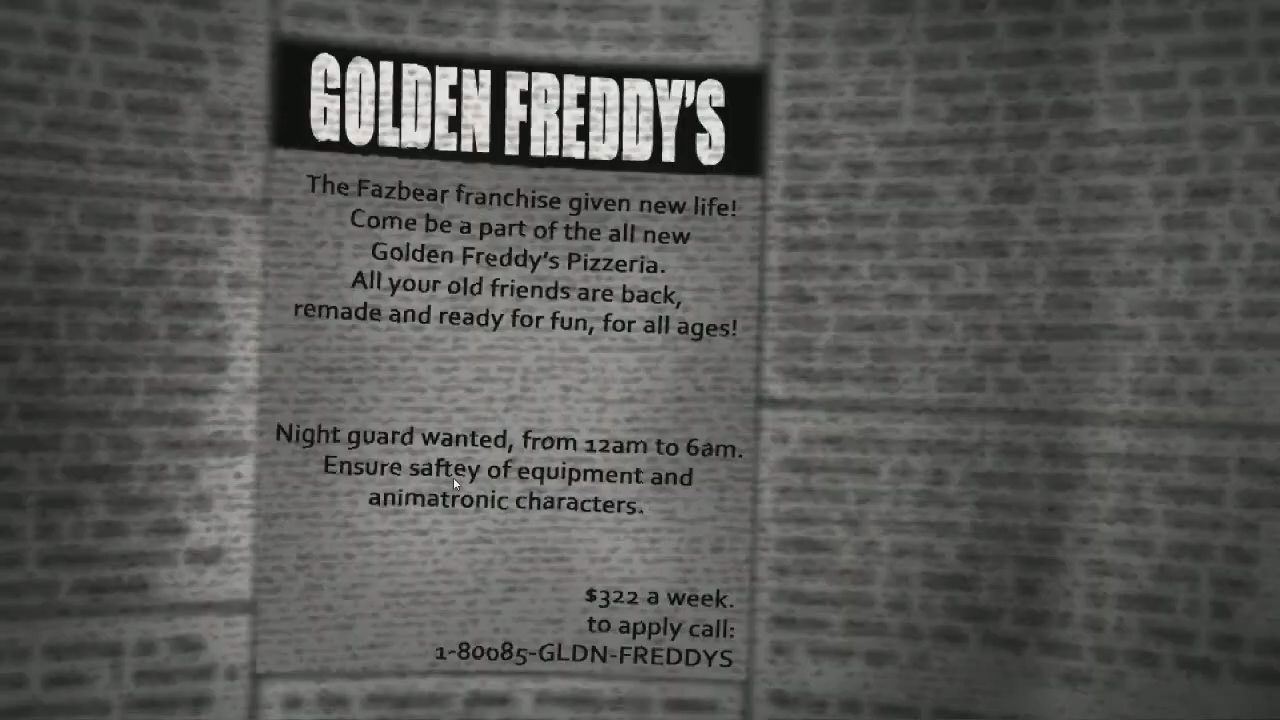 GOLDEN FREDDY'S
The Fazbear franchise given new life!
Come be a part of the all new
Golden Freddy's Pizzeria.
All your old friends are back,
remade and ready for fun, for all ages!
Night guard wanted, from 12am to 6am.
Ensure saftey of equipment and
animatronic characters.
$322 a week.
to apply call:
1-80085-GLDN-FREDDYS